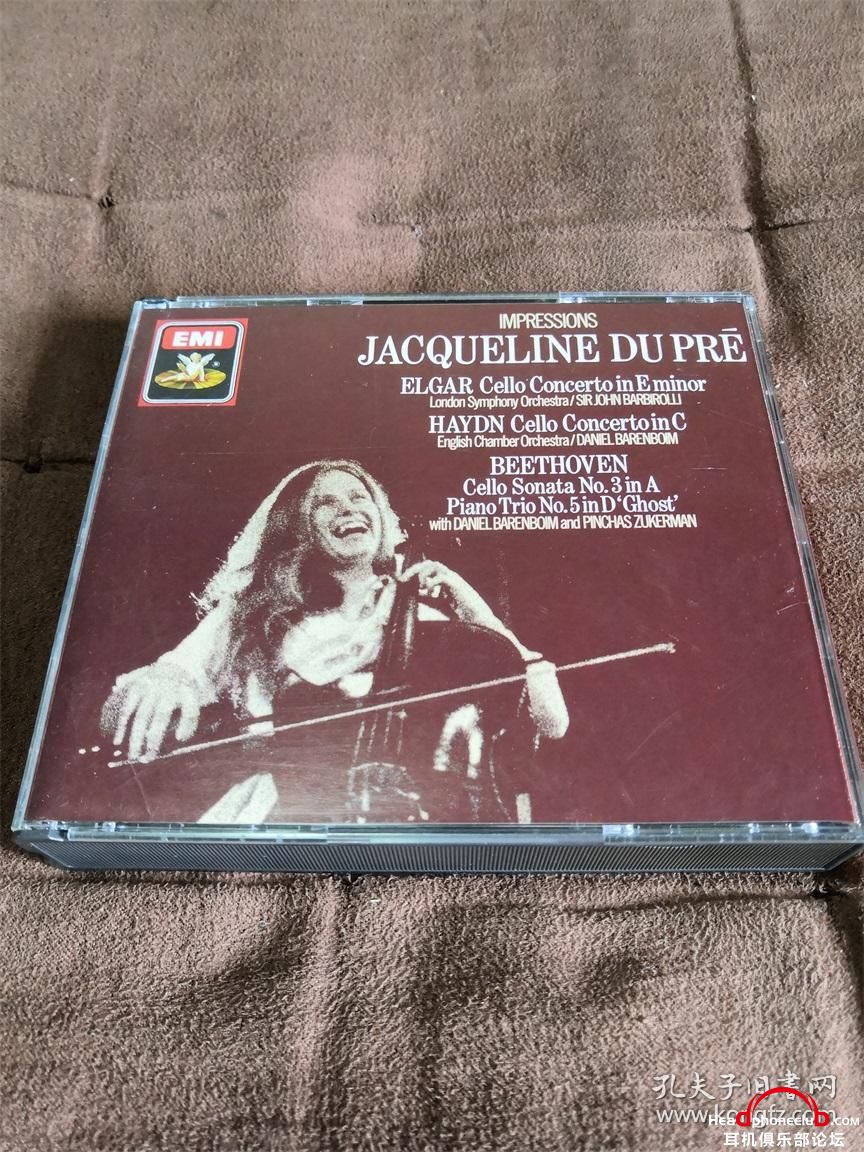 EMI
IMPRESSIONS
JACQUELINE DU PRÉ
ELGAR Cello Concerto in E minor
London Symphony Orchestra / SIR JOHN BARBIROLLI
HAYDN Cello Concerto in C
English Chamber Orchestra / DANIEL BARENBOIM
BEETHOVEN
Cello Sonata No. 3 in A
Piano Trio No. 5 in D ‘Ghost’
with DANIEL BARENBOIM and PINCHAS ZUKERMAN
孔夫子旧书网
耳机俱乐部论坛